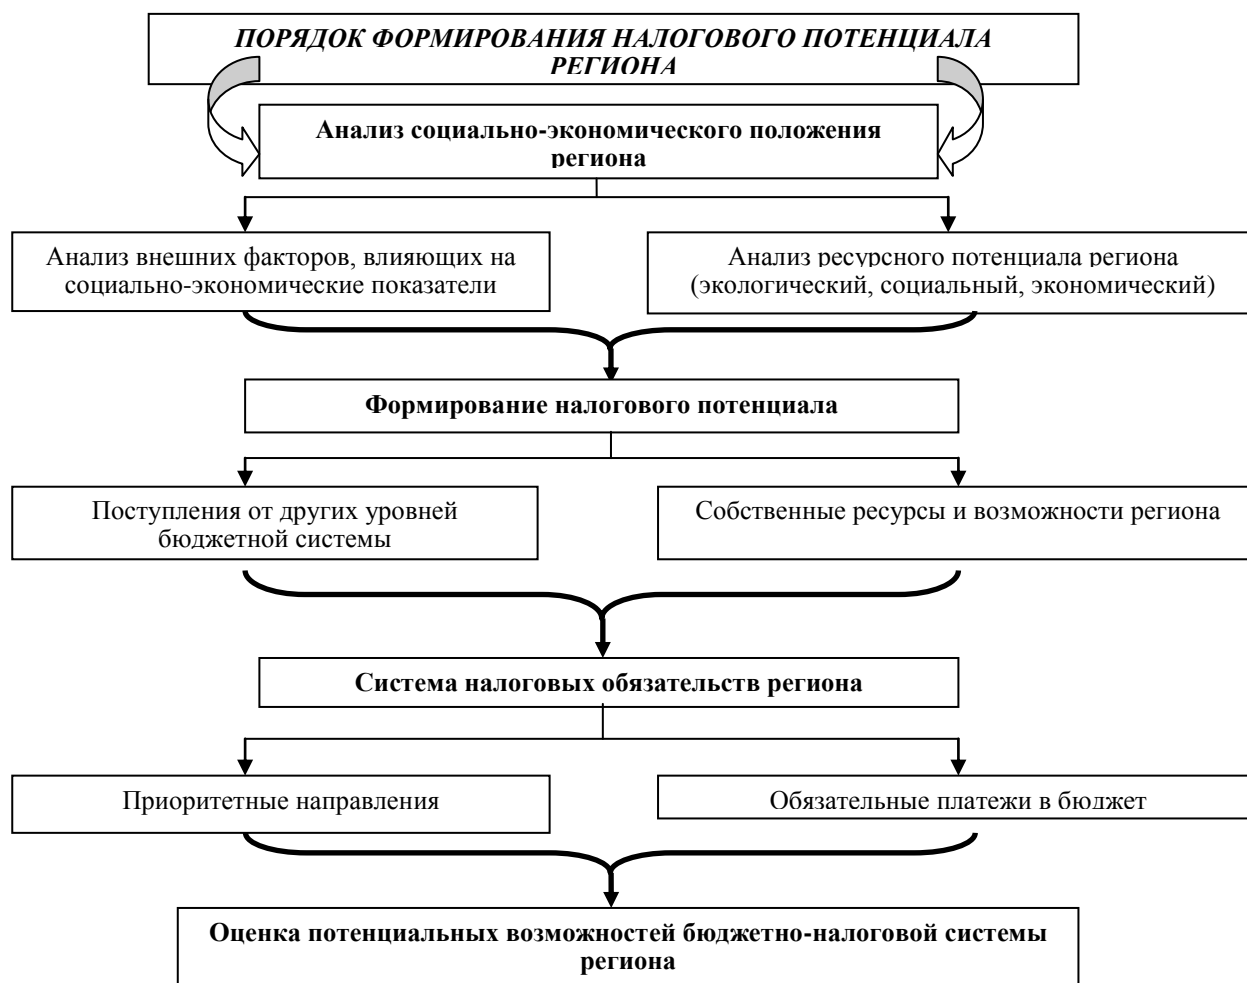 ПОРЯДОК ФОРМИРОВАНИЯ НАЛОГОВОГО ПОТЕНЦИАЛА
РЕГИОНА
Анализ социально-экономического положения
региона
Анализ внешних факторов, влияющих на
социально-экономические показатели
Анализ ресурсного потенциала региона
(экологический, социальный, экономический)
Формирование налогового потенциала
Поступления от других уровней
бюджетной системы
Собственные ресурсы и возможности региона
Система налоговых обязательств региона
Приоритетные направления
Обязательные платежи в бюджет
Оценка потенциальных возможностей бюджетно-налоговой системы
региона